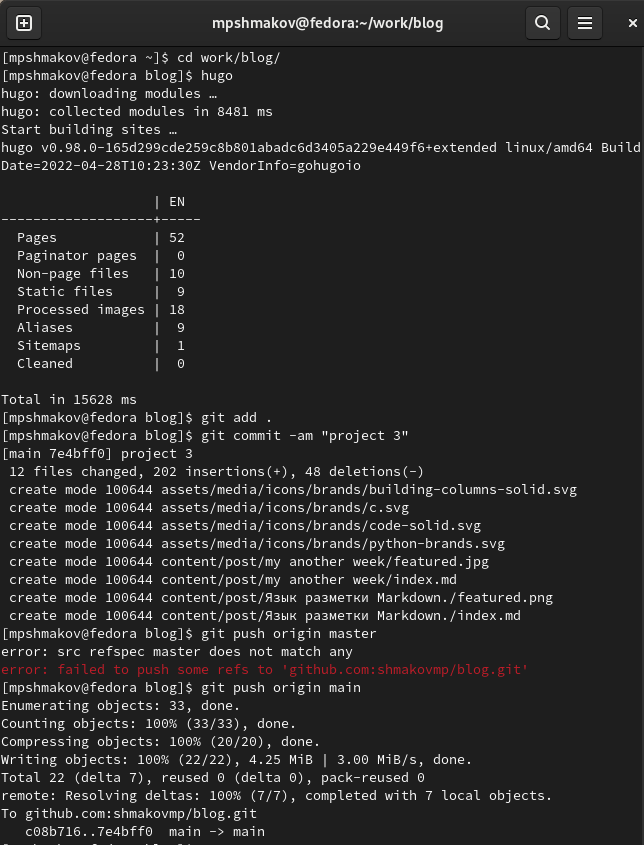 mpshmakov@fedora:~/work/blog
[mpshmakov@fedora ~]$ cd work/blog/
[mpshmakov@fedora blog]$ hugo
hugo: downloading modules …
hugo: collected modules in 8481 ms
Start building sites …
hugo v0.98.0-165d299cde259c8b801abadc6d3405a229e449f6+extended linux/amd64 Build
Date=2022-04-28T10:23:30Z VendorInfo=gohugoio
                   | EN
-------------------+-----
  Pages            | 52
  Paginator pages  |  0
  Non-page files   | 10
  Static files     |  9
  Processed images | 18
  Aliases          |  9
  Sitemaps         |  1
  Cleaned          |  0
Total in 15628 ms
[mpshmakov@fedora blog]$ git add .
[mpshmakov@fedora blog]$ git commit -am "project 3"
[main 7e4bff0] project 3
 12 files changed, 202 insertions(+), 48 deletions(-)
 create mode 100644 assets/media/icons/brands/building-columns-solid.svg
 create mode 100644 assets/media/icons/brands/c.svg
 create mode 100644 assets/media/icons/brands/code-solid.svg
 create mode 100644 assets/media/icons/brands/python-brands.svg
 create mode 100644 content/post/my another week/featured.jpg
 create mode 100644 content/post/my another week/index.md
 create mode 100644 content/post/Язык разметки Markdown./featured.png
 create mode 100644 content/post/Язык разметки Markdown./index.md
[mpshmakov@fedora blog]$ git push origin master
error: src refspec master does not match any
error: failed to push some refs to 'github.com:shmakovmp/blog.git'
[mpshmakov@fedora blog]$ git push origin main
Enumerating objects: 33, done.
Counting objects: 100% (33/33), done.
Compressing objects: 100% (20/20), done.
Writing objects: 100% (22/22), 4.25 MiB | 3.00 MiB/s, done.
Total 22 (delta 7), reused 0 (delta 0), pack-reused 0
remote: Resolving deltas: 100% (7/7), completed with 7 local objects.
To github.com:shmakovmp/blog.git
   c08b716..7e4bff0  main -> main